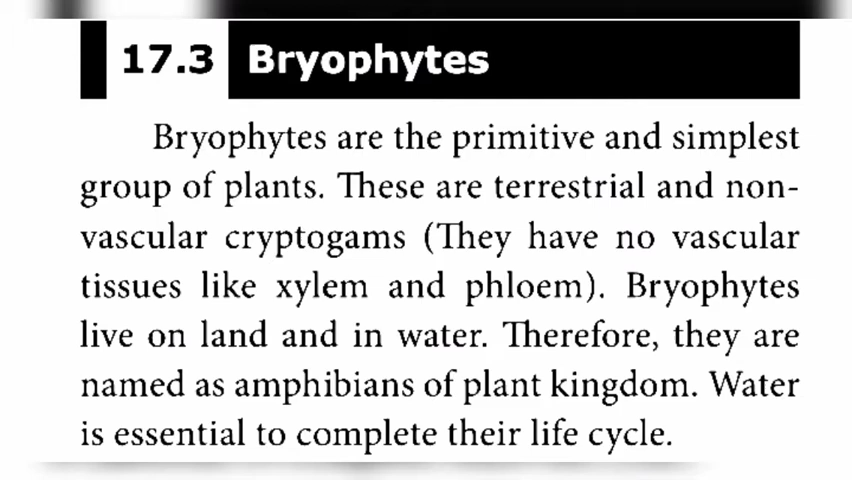 17.3 Bryophytes
Bryophytes are the primitive and simplest
group of plants. These are terrestrial and non-
vascular cryptogams (They have no vascular
tissues like xylem and phloem). Bryophytes
live on land and in water. Therefore, they are
named as amphibians of plant kingdom. Water
is essential to complete their life cycle.